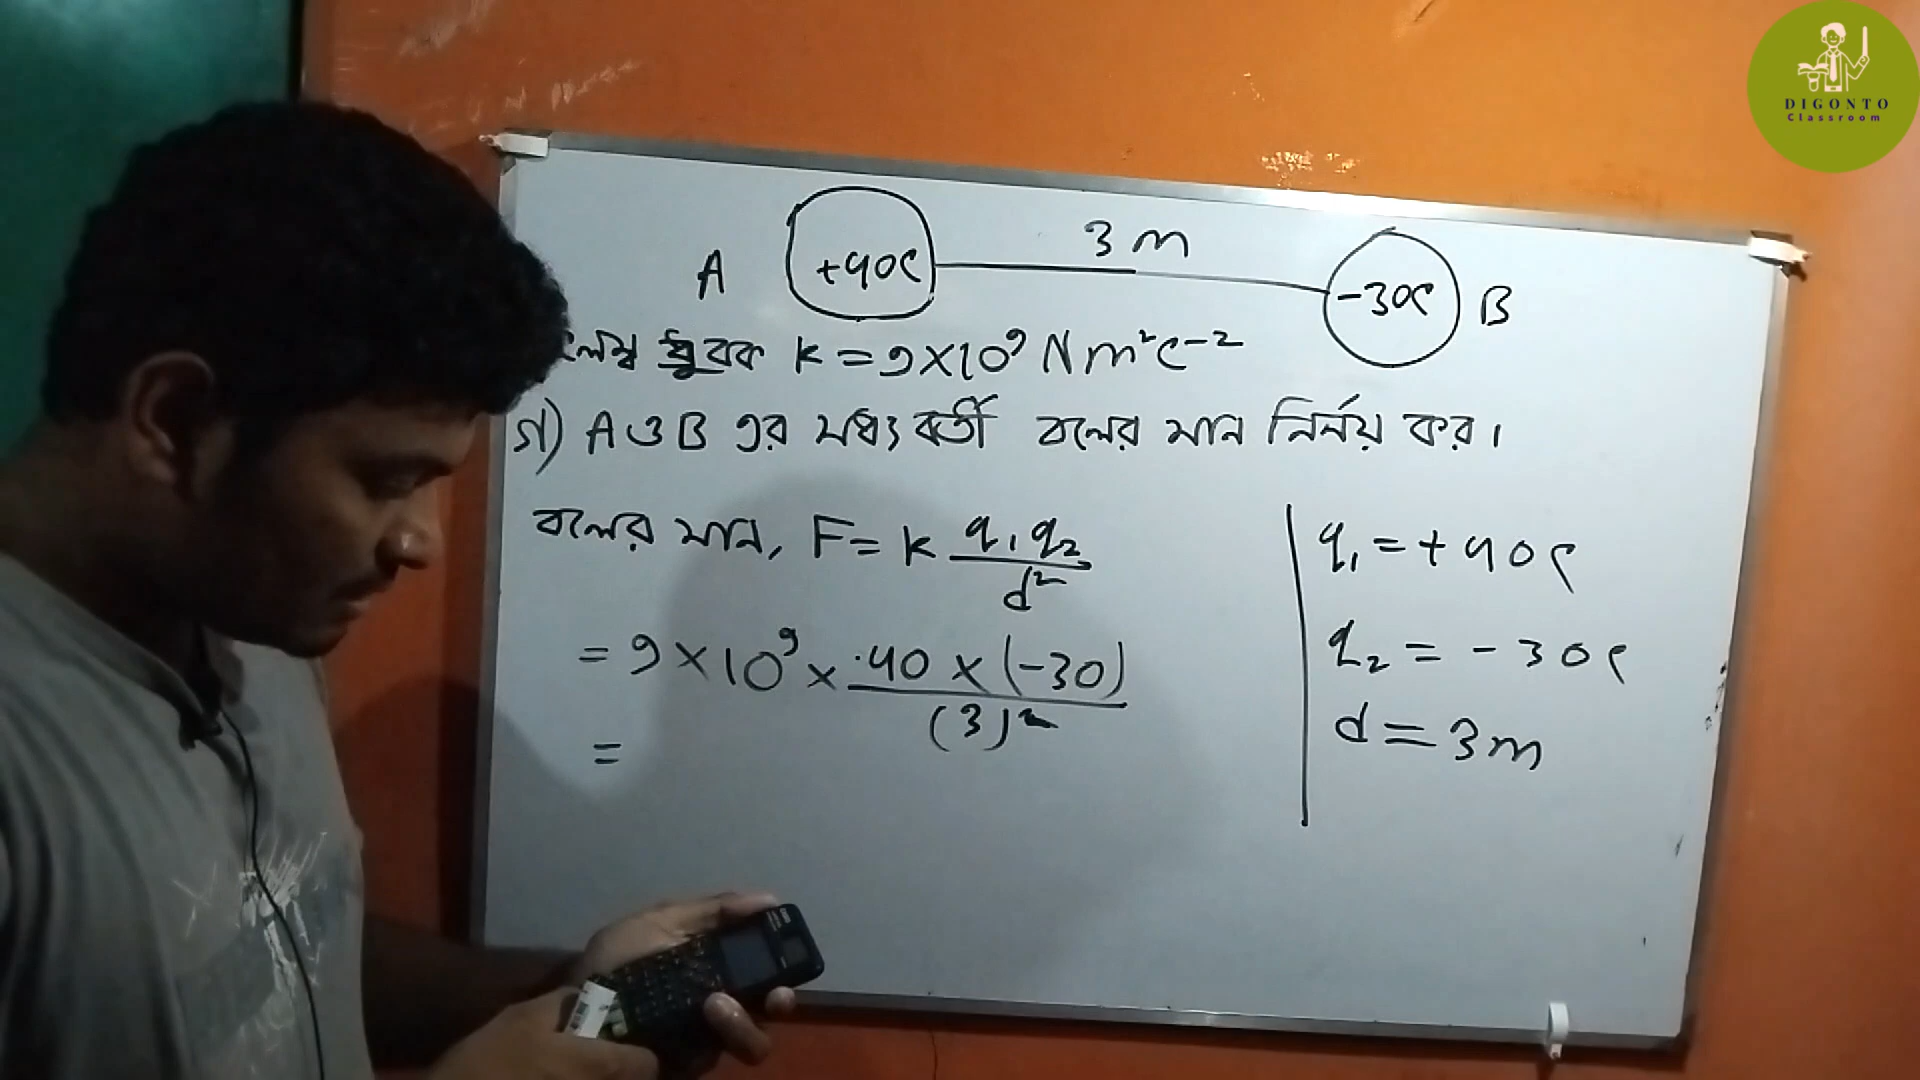 DIGONTO
Classroom
A +40C 3 m -30C B
ধ্রুবক K = 9×10⁹ Nm²C⁻²
গ) A ও B এর মধ্যবর্তী বলের মান নির্নয় কর।
বলের মান, F = K q₁q₂/d²
= 9×10⁹ × 40 × (-30)/(3)²
=
q₁ = +40C
q₂ = -30C
d = 3m